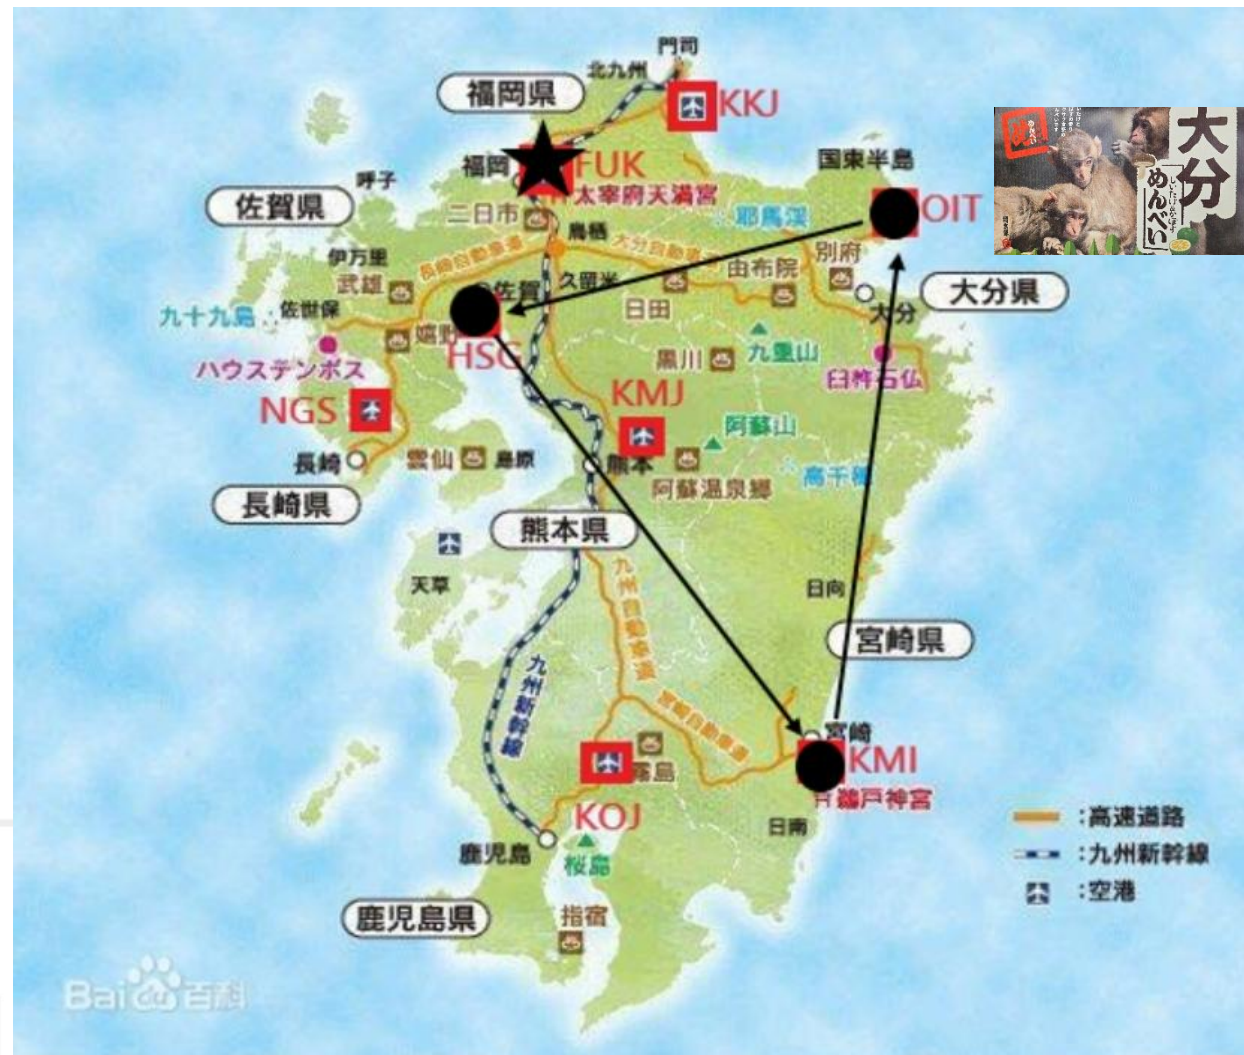 門司
北九州
福岡県
KKJ
福岡
FUK
太宰府天満宮
国東半島
OIT
大分
めんべい
呼子
佐賀県
二日市
耶馬渓
鳥栖
長崎自動車道
大分自動車道
別府
伊万里
武雄
佐賀
久留米
由布院
日田
大分県
大分
九十九島
佐世保
嬉野
HSG
ハウステンボス
黒川
九重山
臼杵石仏
NGS
KMJ
阿蘇山
長崎
雲仙
島原
熊本
阿蘇温泉郷
高千穂
長崎県
熊本県
天草
九州自動車道
日向
宮崎県
九州新幹線
宮崎自動車道
宮崎
霧島
KMI
鵜戸神宮
KOJ
日南
:高速道路
鹿児島
桜島
:九州新幹線
:空港
鹿児島県
指宿
Baidu百科